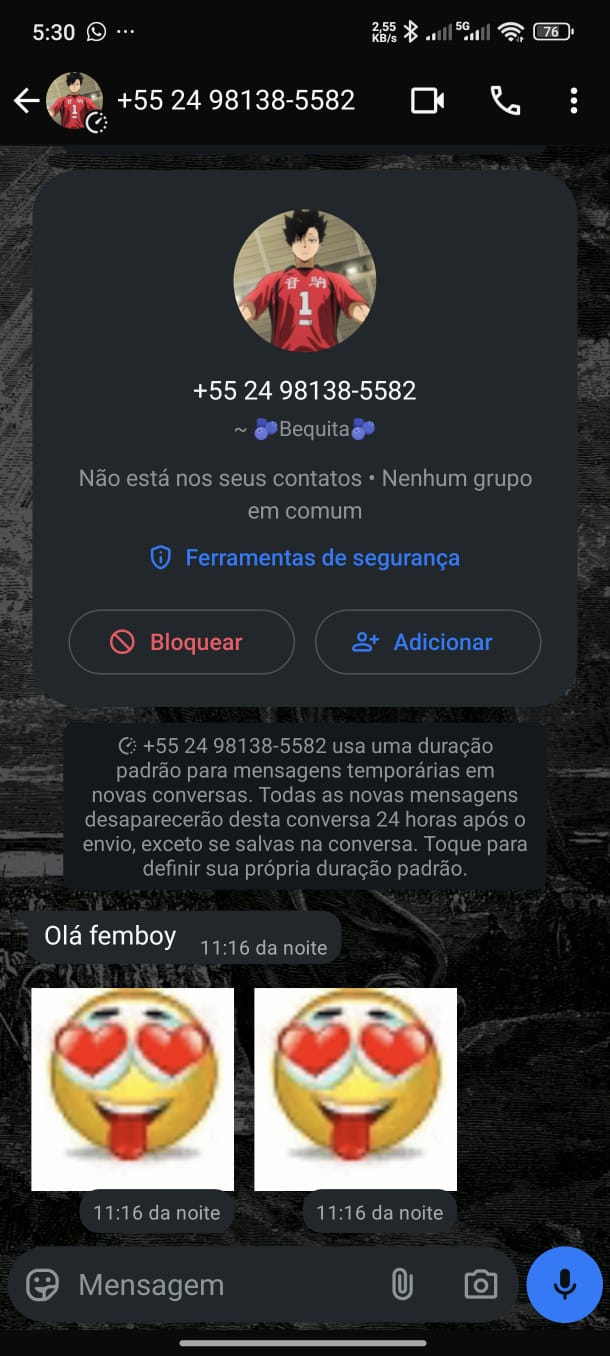 5:30 ...
2,55 KB/s 5G 76
+55 24 98138-5582
音駒
1
+55 24 98138-5582
~ 🫐Bequita🫐
Não está nos seus contatos • Nenhum grupo
em comum
Ferramentas de segurança
Bloquear Adicionar
+55 24 98138-5582 usa uma duração
padrão para mensagens temporárias em
novas conversas. Todas as novas mensagens
desaparecerão desta conversa 24 horas após o
envio, exceto se salvas na conversa. Toque para
definir sua própria duração padrão.
Olá femboy 11:16 da noite
11:16 da noite 11:16 da noite
Mensagem